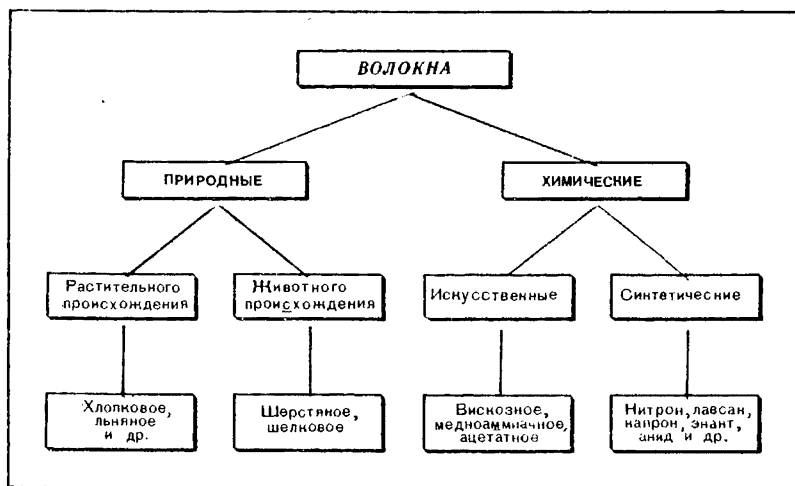 ВОЛОКНА
ПРИРОДНЫЕ
ХИМИЧЕСКИЕ
Растительного
происхождения
Животного
происхождения
Искусственные
Синтетические
Хлопковое,
льняное
и др.
Шерстяное,
шелковое
Вискозное,
медноаммиачное,
ацетатное
Нитрон, лавсан,
капрон, энант,
анид и др.